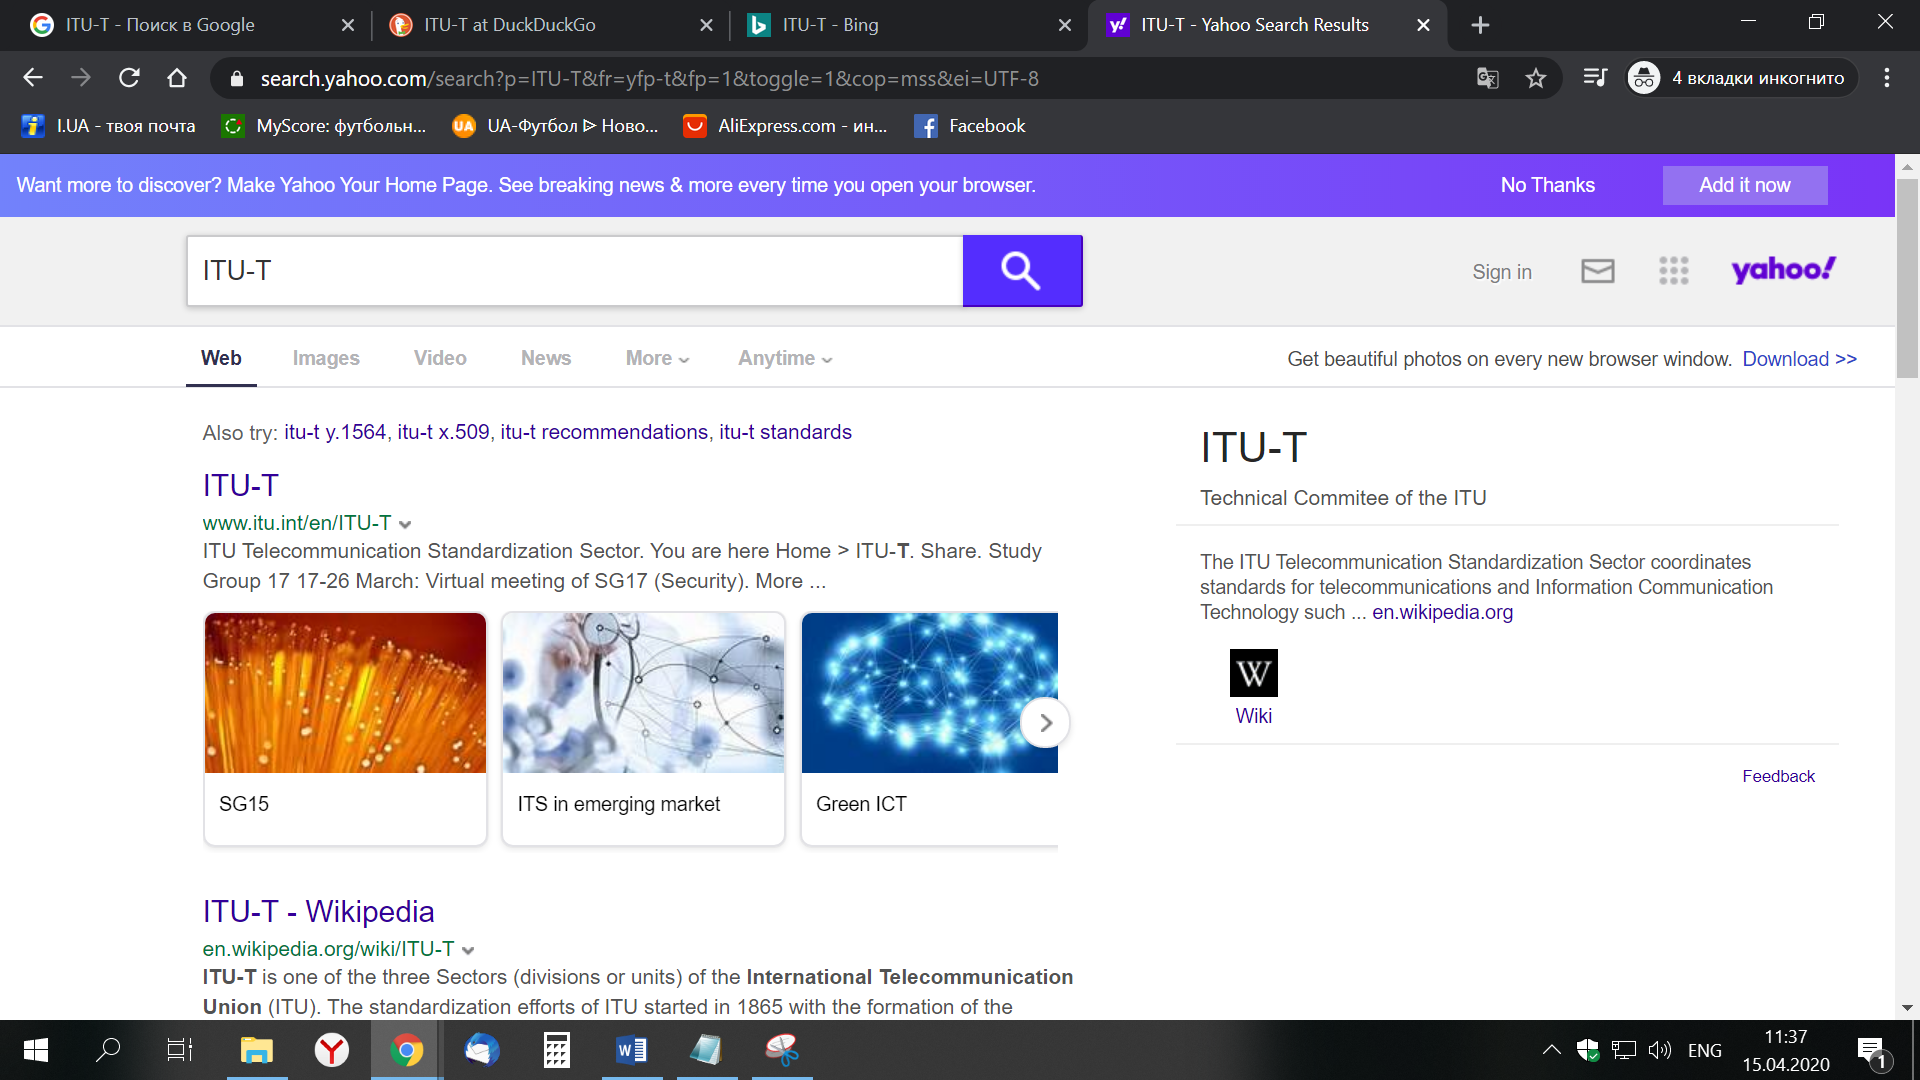 ITU-T - Поиск в Google
ITU-T at DuckDuckGo
ITU-T - Bing
ITU-T - Yahoo Search Results
search.yahoo.com/search?p=ITU-T&fr=yfp-t&fp=1&toggle=1&cop=mss&ei=UTF-8
4 вкладки инкогнито
I.UA - твоя почта
MyScore: футбольн...
UA-Футбол ᐉ Ново...
AliExpress.com - ин...
Facebook
Want more to discover? Make Yahoo Your Home Page. See breaking news & more every time you open your browser.
No Thanks
Add it now
ITU-T
Sign in
yahoo!
Web
Images
Video
News
More
Anytime
Get beautiful photos on every new browser window. Download >>
Also try: itu-t y.1564, itu-t x.509, itu-t recommendations, itu-t standards
ITU-T
www.itu.int/en/ITU-T
ITU Telecommunication Standardization Sector. You are here Home > ITU-T. Share. Study
Group 17 17-26 March: Virtual meeting of SG17 (Security). More ...
SG15
ITS in emerging market
Green ICT
ITU-T - Wikipedia
en.wikipedia.org/wiki/ITU-T
ITU-T is one of the three Sectors (divisions or units) of the International Telecommunication
Union (ITU). The standardization efforts of ITU started in 1865 with the formation of the
ITU-T
Technical Commitee of the ITU
The ITU Telecommunication Standardization Sector coordinates
standards for telecommunications and Information Communication
Technology such ... en.wikipedia.org
W
Wiki
Feedback
ENG
11:37
15.04.2020
1